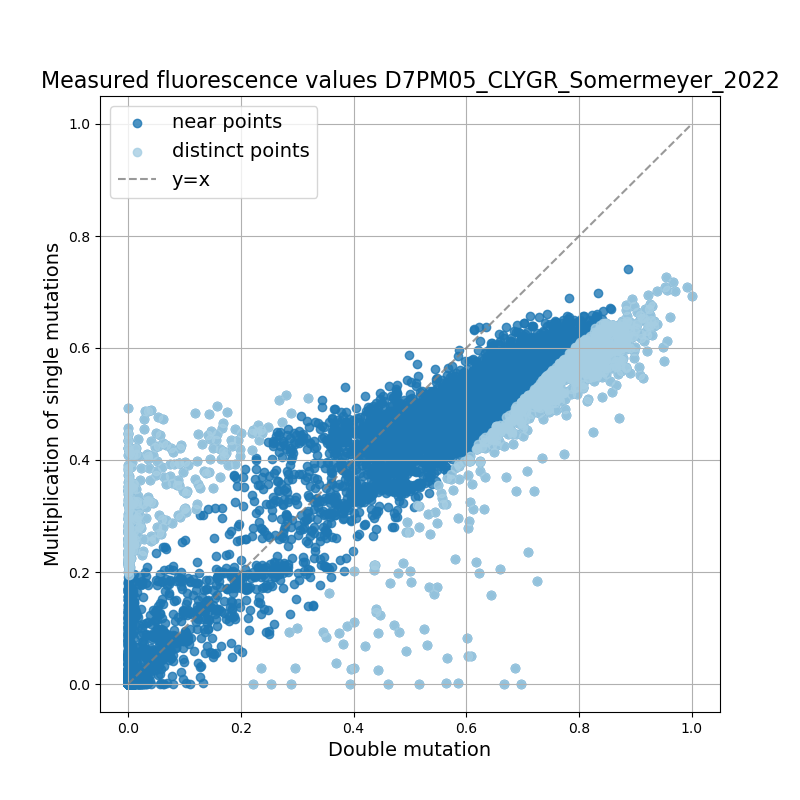 Measured fluorescence values D7PM05_CLYGR_Somermeyer_2022
near points
distinct points
y=x
Multiplication of single mutations
1.0
0.8
0.6
0.4
0.2
0.0
0.0 0.2 0.4 0.6 0.8 1.0
Double mutation